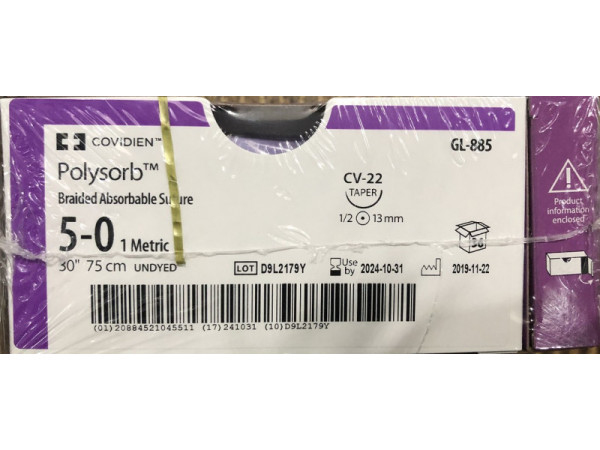 COVIDIEN™
Polysorb™
Braided Absorbable Suture
5-0 1 Metric
30" 75 cm UNDYED
GL-885
CV-22
TAPER
1/2 13 mm
36
LOT D9L2179Y
Use by 2024-10-31
2019-11-22
(01)20884521045511 (17)241031 (10)D9L2179Y
Product
information
enclosed